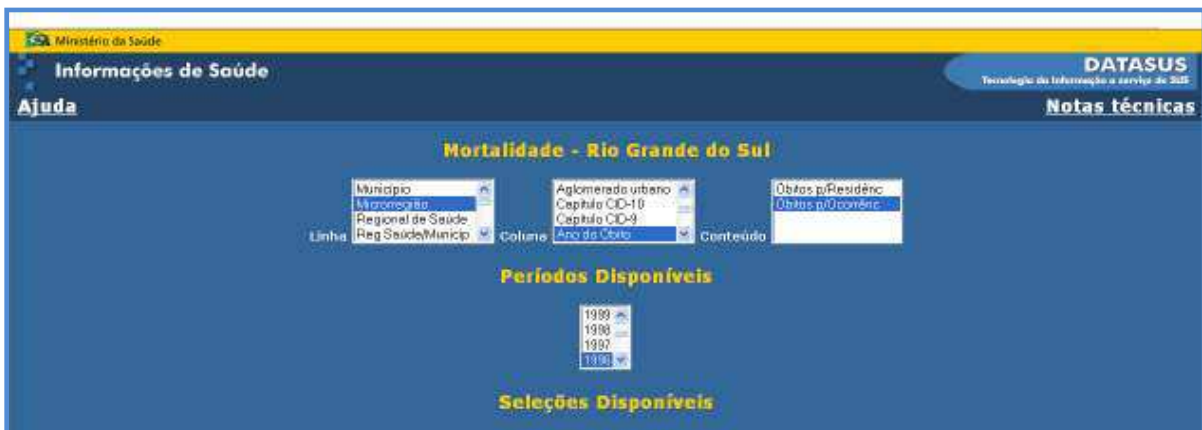 Ministério da Saúde
Informações de Saúde
DATASUS
Tecnologia da Informação a serviço do SUS
Ajuda
Notas técnicas
Mortalidade - Rio Grande do Sul
Linha
Município
Microrregião
Regional de Saúde
Reg Saúde/Municíp
Coluna
Aglomerado urbano
Capítulo CID-10
Capítulo CID-9
Ano do Óbito
Conteúdo
Óbitos p/Residênc
Óbitos p/Ocorrênc
Períodos Disponíveis
1999
1998
1997
1996
Seleções Disponíveis